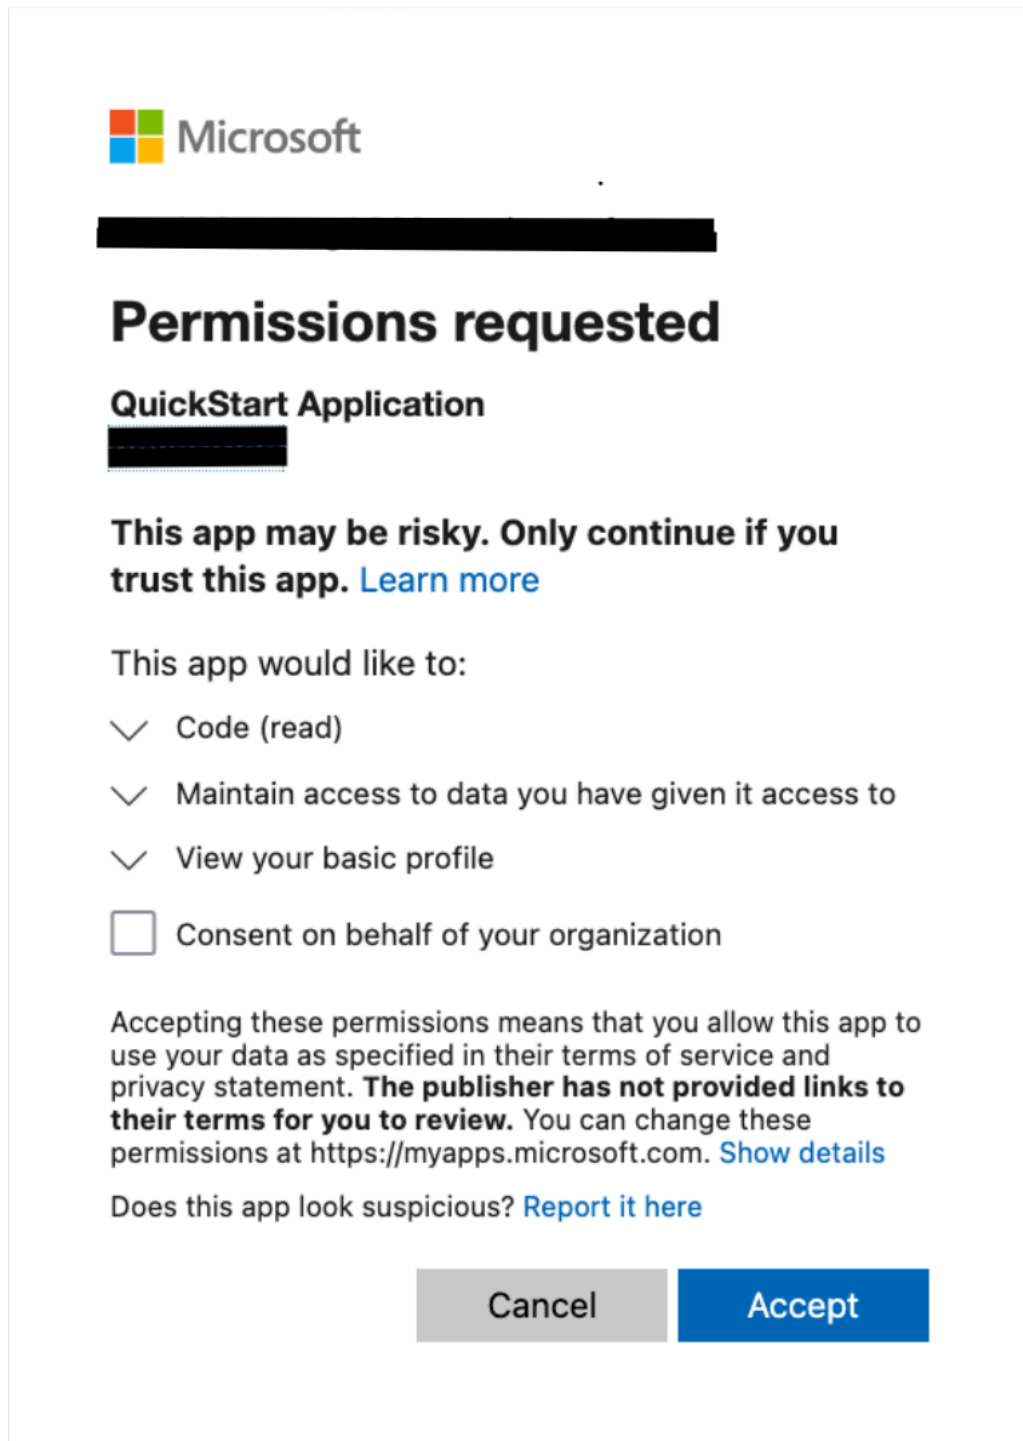 Microsoft
Permissions requested
QuickStart Application
This app may be risky. Only continue if you
trust this app. Learn more
This app would like to:
Code (read)
Maintain access to data you have given it access to
View your basic profile
Consent on behalf of your organization
Accepting these permissions means that you allow this app to
use your data as specified in their terms of service and
privacy statement. The publisher has not provided links to
their terms for you to review. You can change these
permissions at https://myapps.microsoft.com. Show details
Does this app look suspicious? Report it here
Cancel
Accept